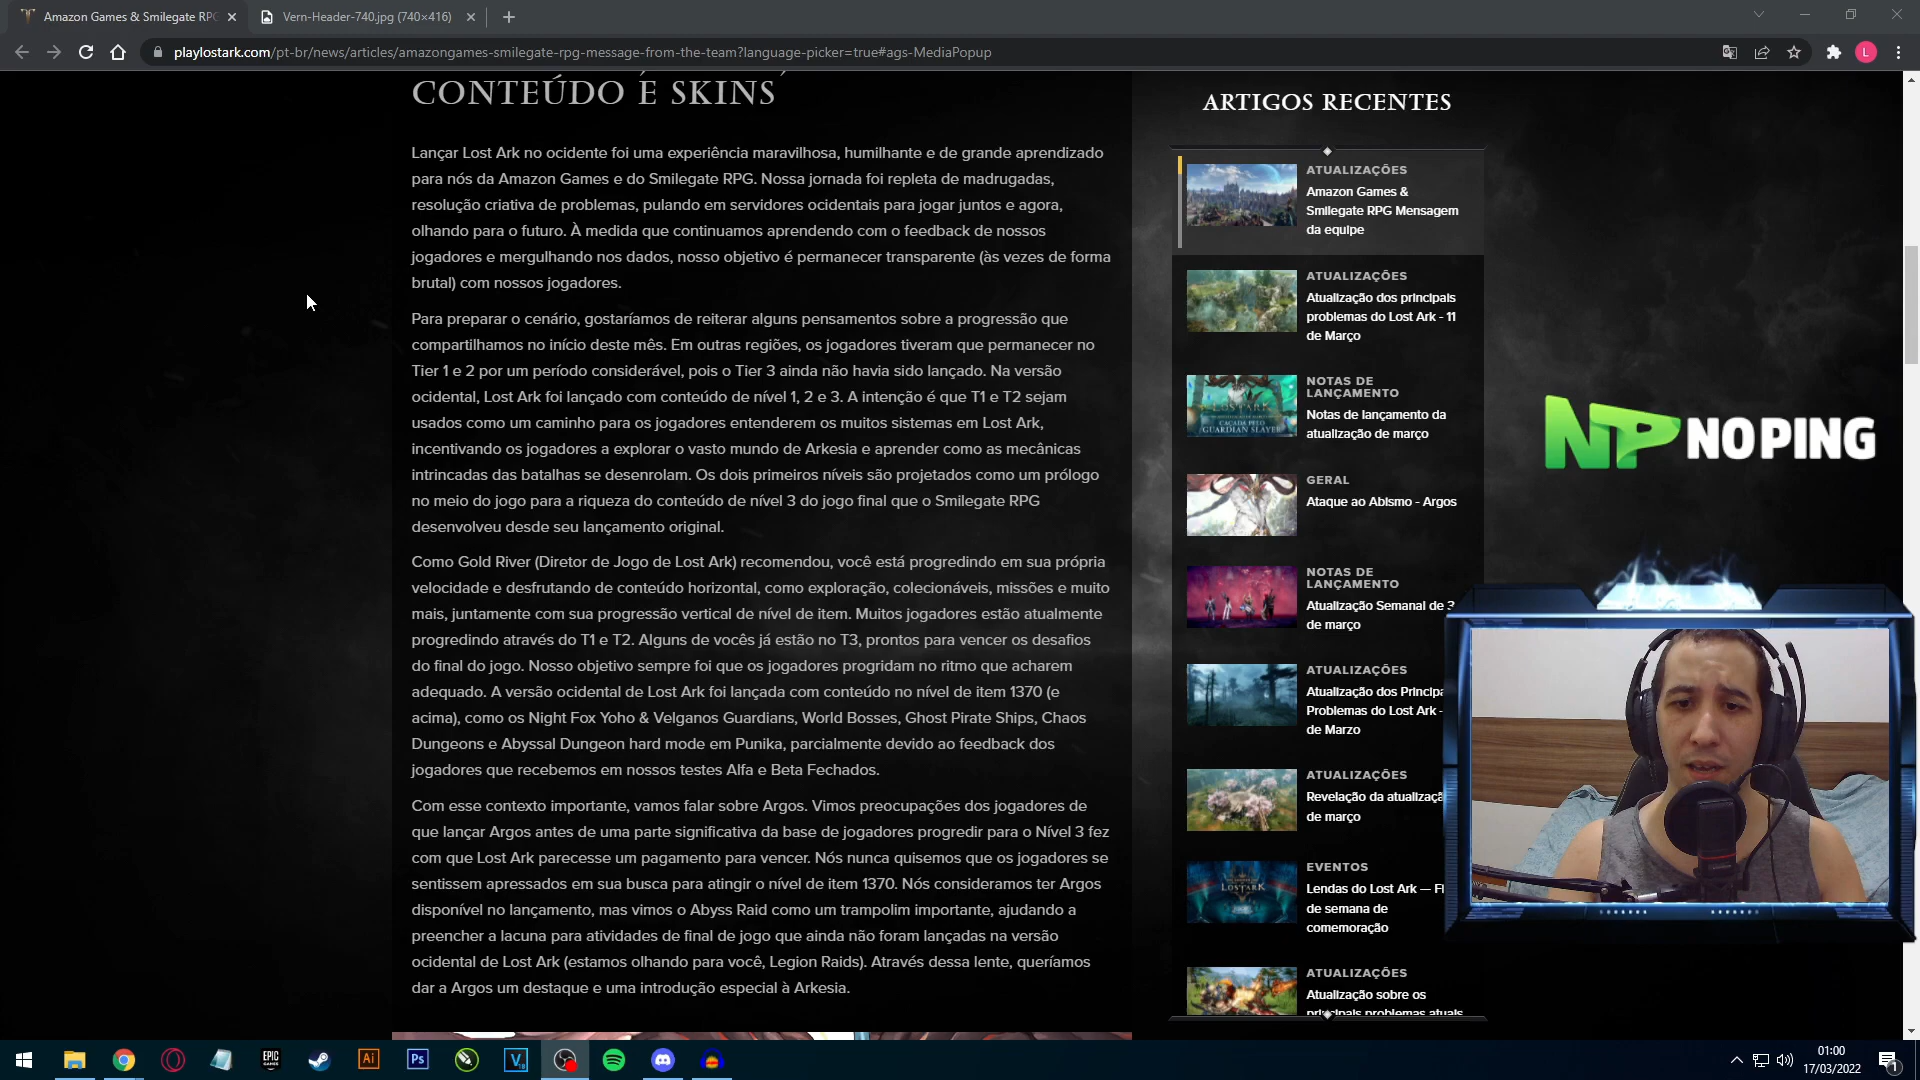 Amazon Games & Smilegate RPG
Vern-Header-740.jpg (740×416)
playlostark.com/pt-br/news/articles/amazongames-smilegate-rpg-message-from-the-team?language-picker=true#ags-MediaPopup
L
CONTEÚDO E SKINS
Lançar Lost Ark no ocidente foi uma experiência maravilhosa, humilhante e de grande aprendizado
para nós da Amazon Games e do Smilegate RPG. Nossa jornada foi repleta de madrugadas,
resolução criativa de problemas, pulando em servidores ocidentais para jogar juntos e agora,
olhando para o futuro. À medida que continuamos aprendendo com o feedback de nossos
jogadores e mergulhando nos dados, nosso objetivo é permanecer transparente (às vezes de forma
brutal) com nossos jogadores.
Para preparar o cenário, gostaríamos de reiterar alguns pensamentos sobre a progressão que
compartilhamos no início deste mês. Em outras regiões, os jogadores tiveram que permanecer no
Tier 1 e 2 por um período considerável, pois o Tier 3 ainda não havia sido lançado. Na versão
ocidental, Lost Ark foi lançado com conteúdo de nível 1, 2 e 3. A intenção é que T1 e T2 sejam
usados como um caminho para os jogadores entenderem os muitos sistemas em Lost Ark,
incentivando os jogadores a explorar o vasto mundo de Arkesia e aprender como as mecânicas
intrincadas das batalhas se desenrolam. Os dois primeiros níveis são projetados como um prólogo
no meio do jogo para a riqueza do conteúdo de nível 3 do jogo final que o Smilegate RPG
desenvolveu desde seu lançamento original.
Como Gold River (Diretor de Jogo de Lost Ark) recomendou, você está progredindo em sua própria
velocidade e desfrutando de conteúdo horizontal, como exploração, colecionáveis, missões e muito
mais, juntamente com sua progressão vertical de nível de item. Muitos jogadores estão atualmente
progredindo através do T1 e T2. Alguns de vocês já estão no T3, prontos para vencer os desafios
do final do jogo. Nosso objetivo sempre foi que os jogadores progridam no ritmo que acharem
adequado. A versão ocidental de Lost Ark foi lançada com conteúdo no nível de item 1370 (e
acima), como os Night Fox Yoho & Velganos Guardians, World Bosses, Ghost Pirate Ships, Chaos
Dungeons e Abyssal Dungeon hard mode em Punika, parcialmente devido ao feedback dos
jogadores que recebemos em nossos testes Alfa e Beta Fechados.
Com esse contexto importante, vamos falar sobre Argos. Vimos preocupações dos jogadores de
que lançar Argos antes de uma parte significativa da base de jogadores progredir para o Nível 3 fez
com que Lost Ark parecesse um pagamento para vencer. Nós nunca quisemos que os jogadores se
sentissem apressados em sua busca para atingir o nível de item 1370. Nós consideramos ter Argos
disponível no lançamento, mas vimos o Abyss Raid como um trampolim importante, ajudando a
preencher a lacuna para atividades de final de jogo que ainda não foram lançadas na versão
ocidental de Lost Ark (estamos olhando para você, Legion Raids). Através dessa lente, queríamos
dar a Argos um destaque e uma introdução especial à Arkesia.
ARTIGOS RECENTES
ATUALIZAÇÕES
Amazon Games &
Smilegate RPG Mensagem
da equipe
ATUALIZAÇÕES
Atualização dos principais
problemas do Lost Ark - 11
de Março
NOTAS DE
LANÇAMENTO
Notas de lançamento da
atualização de março
GERAL
Ataque ao Abismo - Argos
NOTAS DE
LANÇAMENTO
Atualização Semanal de 3
de março
ATUALIZAÇÕES
Atualização dos Principa
Problemas do Lost Ark -
de Marzo
ATUALIZAÇÕES
Revelação da atualizaçã
de março
EVENTOS
Lendas do Lost Ark — Fi
de semana de
comemoração
ATUALIZAÇÕES
Atualização sobre os
principais problemas atuais
NP NOPING
LOST ARK
CAÇADA PELO
GUARDIAN SLAYER
LOST ARK
EPIC
GAMES
Ai
Ps
V
01:00
17/03/2022
1